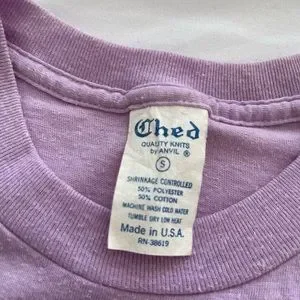 Ched
QUALITY KNITS
by ANVIL ®
S
SHRINKAGE CONTROLLED
50% POLYESTER
50% COTTON
MACHINE WASH COLD WATER
TUMBLE DRY LOW HEAT
Made in U.S.A.
RN-38619